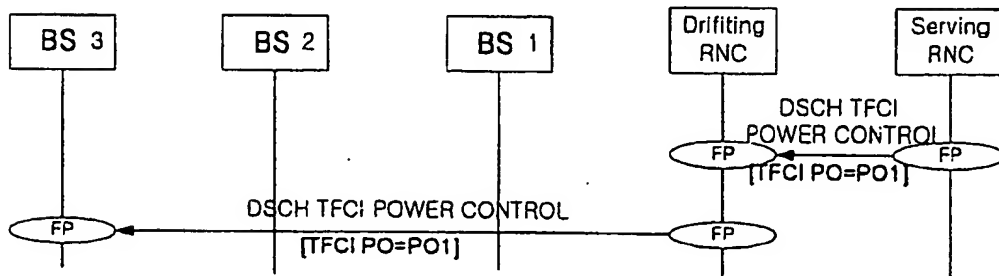 BS 3
BS 2
BS 1
Drifiting
RNC
Serving
RNC
DSCH TFCI
POWER CONTROL
FP
FP
[TFCI PO=PO1]
DSCH TFCI POWER CONTROL
FP
FP
[TFCI PO=PO1]